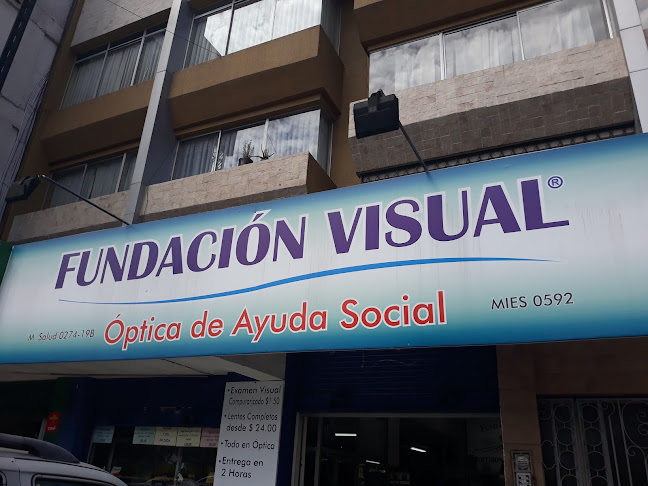 FUNDACIÓN VISUAL®
Óptica de Ayuda Social
M. Salud 0274-19B
MIES 0592
• Examen Visual
Computarizado $1.50
• Lentes Completos
desde $ 24.00
• Todo en Optica
• Entrega en
2 Horas